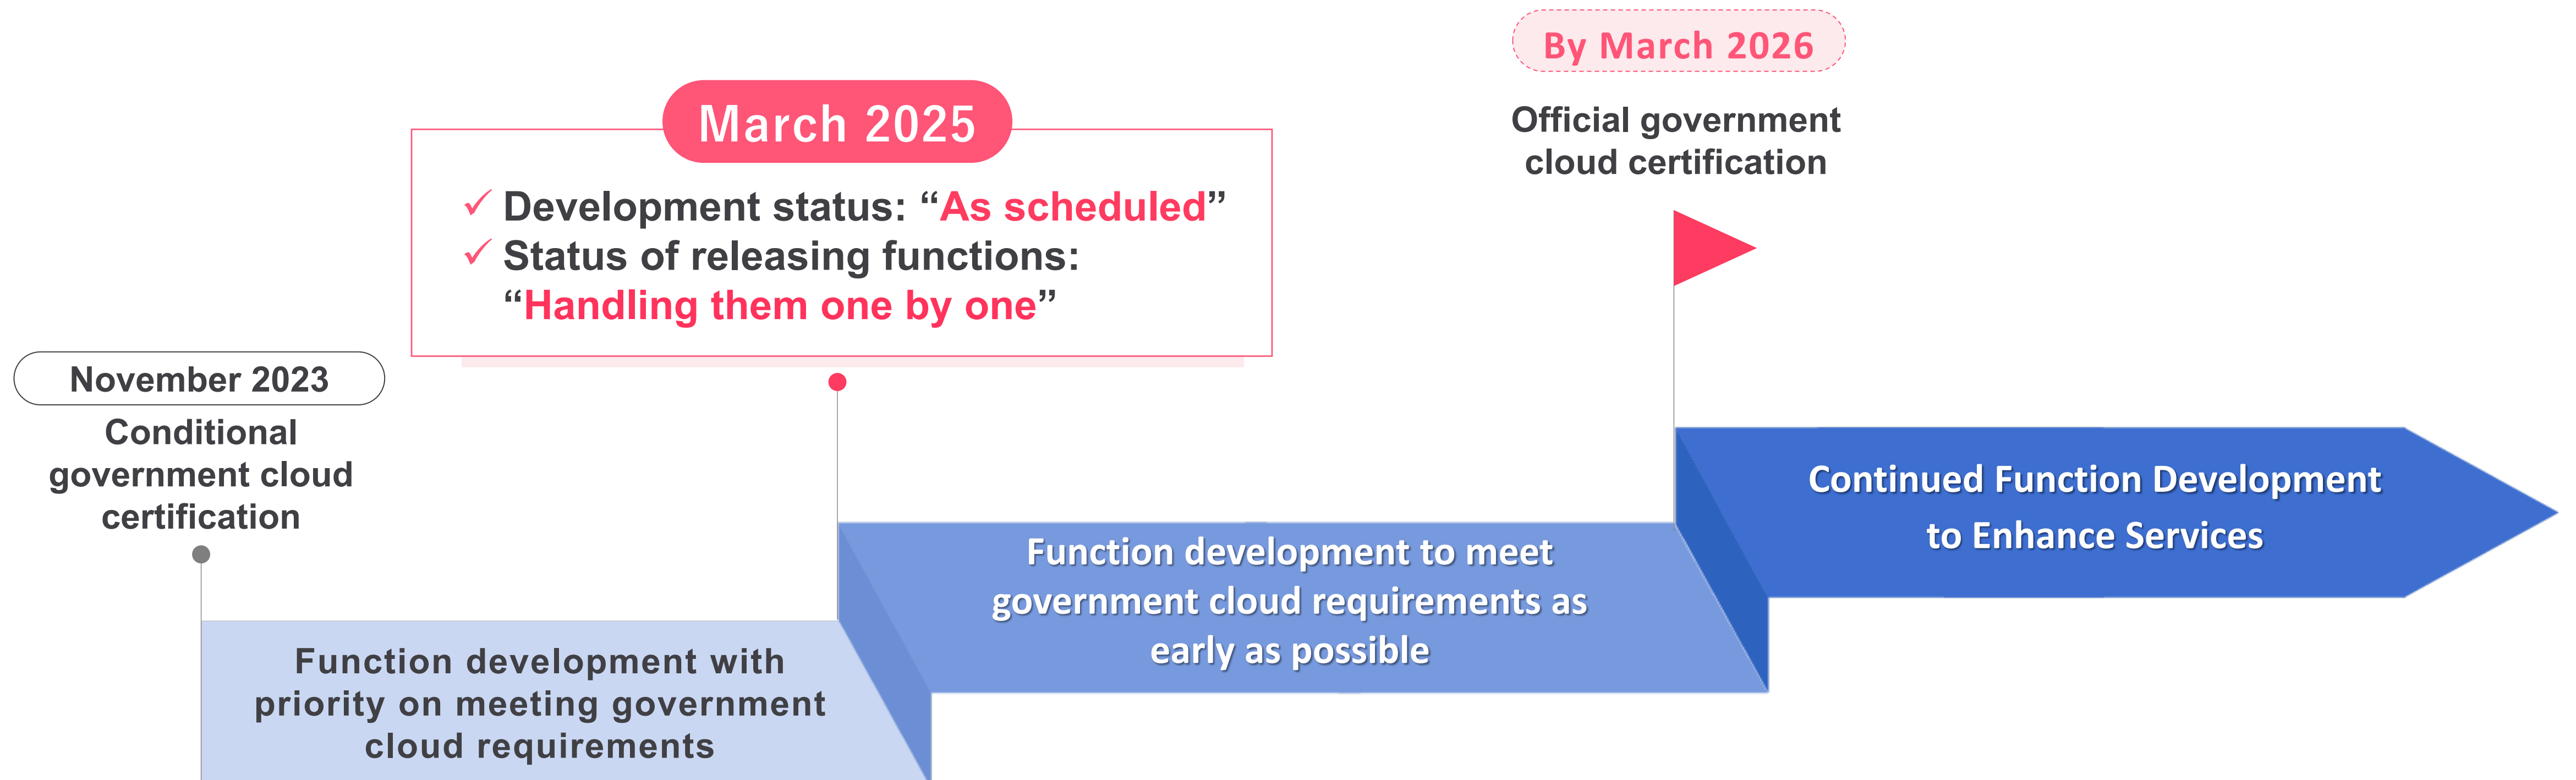 November 2023
Conditional
government cloud
certification
Function development with
priority on meeting government
cloud requirements
March 2025
✓ Development status: “As scheduled”
✓ Status of releasing functions:
“Handling them one by one”
Function development to meet
government cloud requirements as
early as possible
By March 2026
Official government
cloud certification
Continued Function Development
to Enhance Services